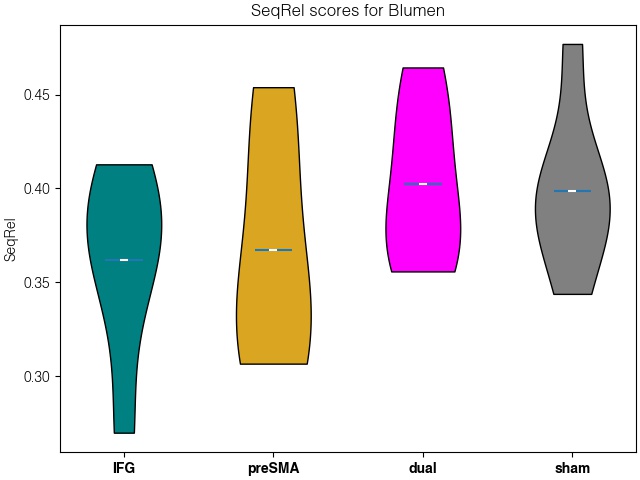 SeqRel scores for Blumen
SeqRel
0.45
0.40
0.35
0.30
IFG
preSMA
dual
sham